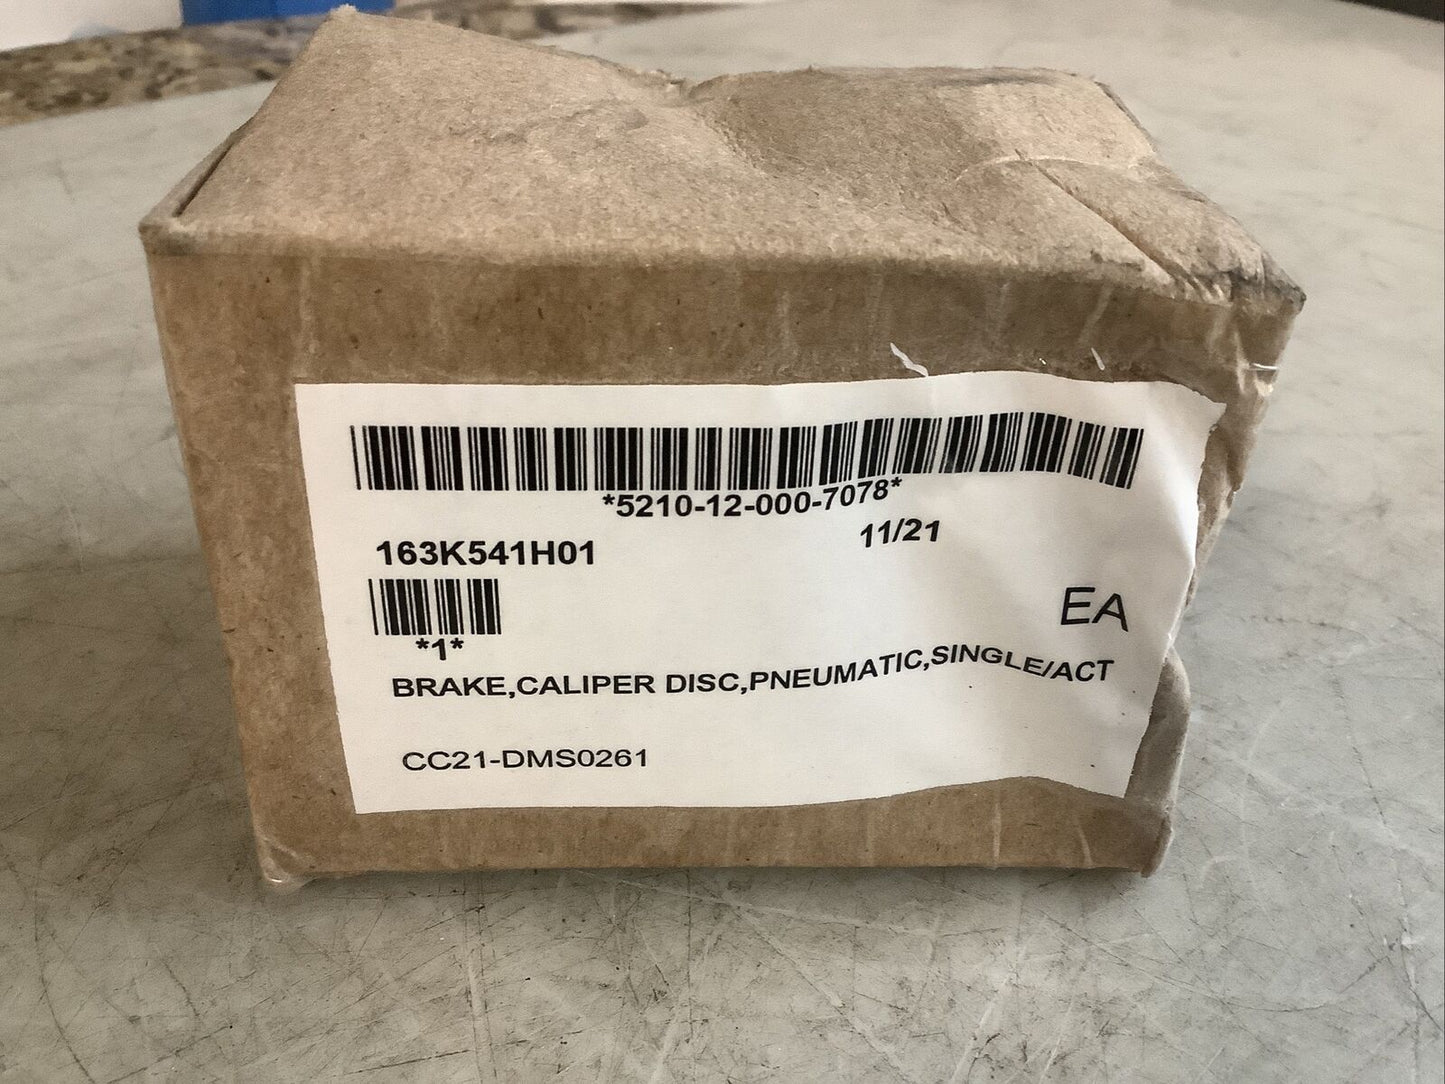 *5210-12-000-7078*
163K541H01 11/21
*1* EA
BRAKE,CALIPER DISC,PNEUMATIC,SINGLE/ACT
CC21-DMS0261